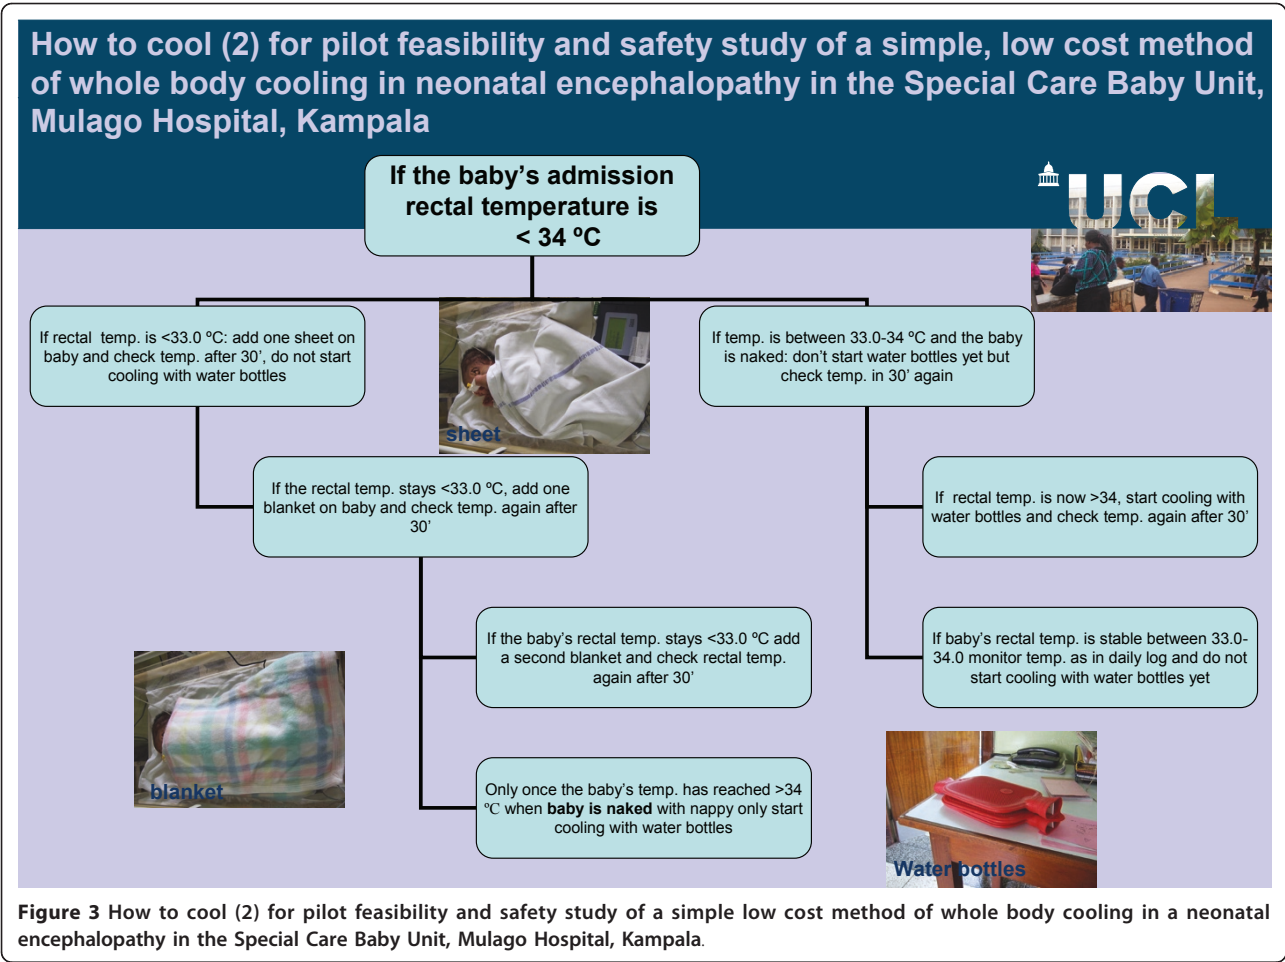 How to cool (2) for pilot feasibility and safety study of a simple, low cost method
of whole body cooling in neonatal encephalopathy in the Special Care Baby Unit,
Mulago Hospital, Kampala
If the baby’s admission
rectal temperature is
< 34 ºC
UCL
If rectal temp. is <33.0 ºC: add one sheet on
baby and check temp. after 30’, do not start
cooling with water bottles
sheet
If temp. is between 33.0-34 ºC and the baby
is naked: don’t start water bottles yet but
check temp. in 30’ again
If the rectal temp. stays <33.0 ºC, add one
blanket on baby and check temp. again after
30’
If rectal temp. is now >34, start cooling with
water bottles and check temp. again after 30’
If the baby’s rectal temp. stays <33.0 ºC add
a second blanket and check rectal temp.
again after 30’
If baby’s rectal temp. is stable between 33.0-
34.0 monitor temp. as in daily log and do not
start cooling with water bottles yet
blanket
Only once the baby’s temp. has reached >34
ºC when baby is naked with nappy only start
cooling with water bottles
Water bottles
Figure 3 How to cool (2) for pilot feasibility and safety study of a simple low cost method of whole body cooling in a neonatal
encephalopathy in the Special Care Baby Unit, Mulago Hospital, Kampala.